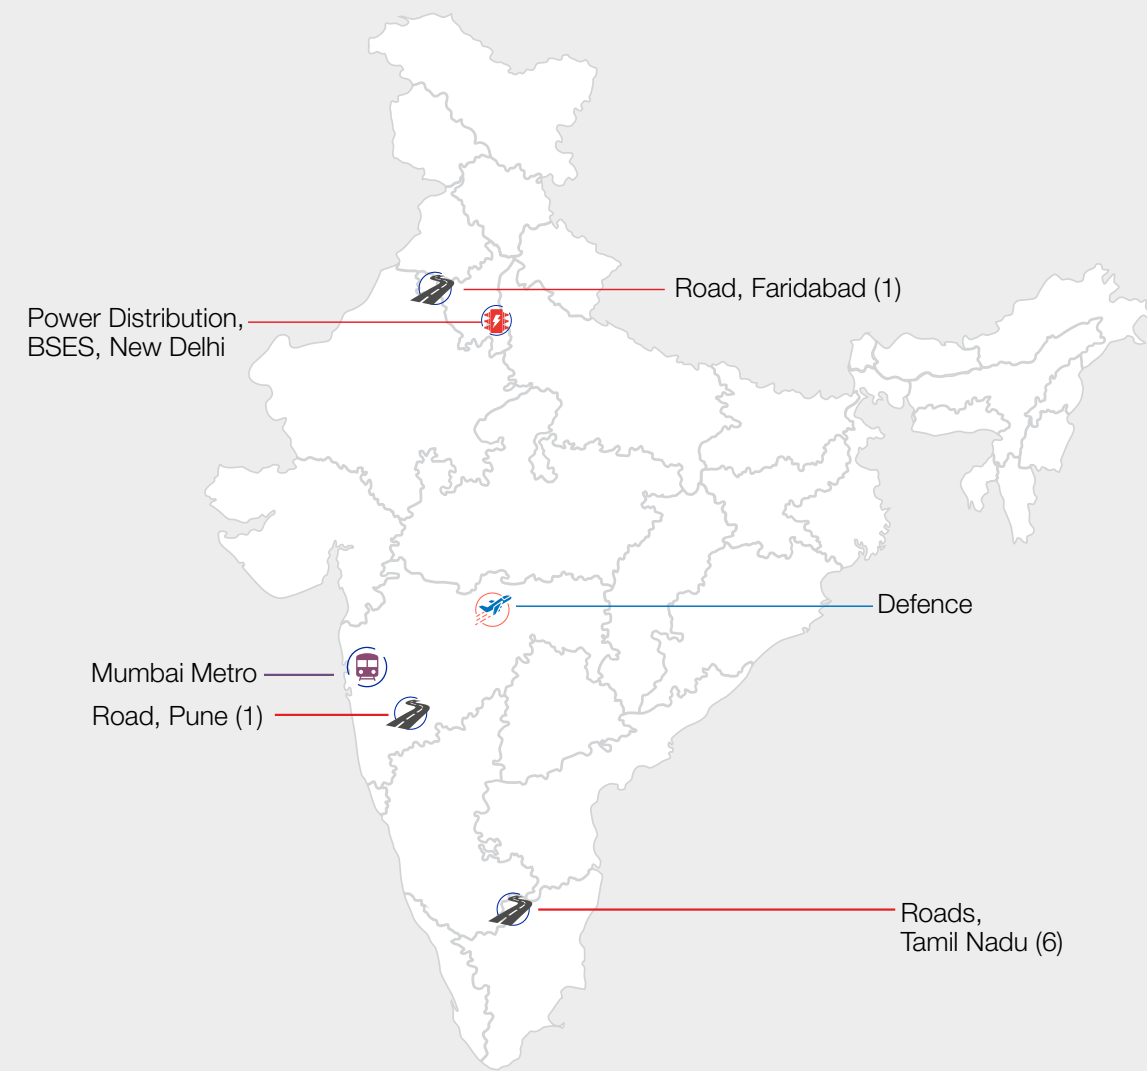 Road, Faridabad (1)
Power Distribution,
BSES, New Delhi
Defence
Mumbai Metro
Road, Pune (1)
Roads,
Tamil Nadu (6)